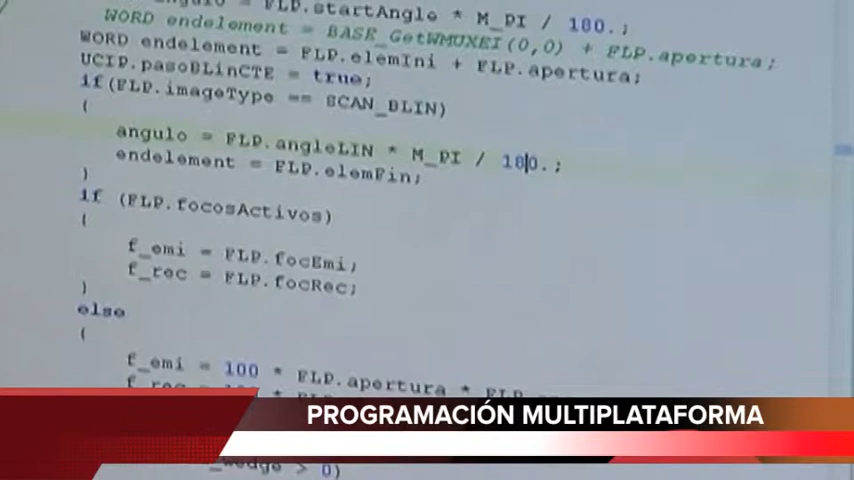 = FLP.startAngle * M_PI / 180.;
WORD endelement = BASE_GetWMUXEI(0,0) + FLP.apertura;
WORD endelement = FLP.elemIni + FLP.apertura;
UCIP.pasoBLinCTE = true;
if(FLP.imageType == SCAN_BLIN)
{
angulo = FLP.angleLIN * M_PI / 180.;
endelement = FLP.elemFin;
}
if (FLP.focosActivos)
{
f_emi = FLP.focEmi;
f_rec = FLP.focRec;
}
else
{
f_emi = 100 * FLP.apertura *
f_rec =
PROGRAMACIÓN MULTIPLATAFORMA
_wedge > 0)